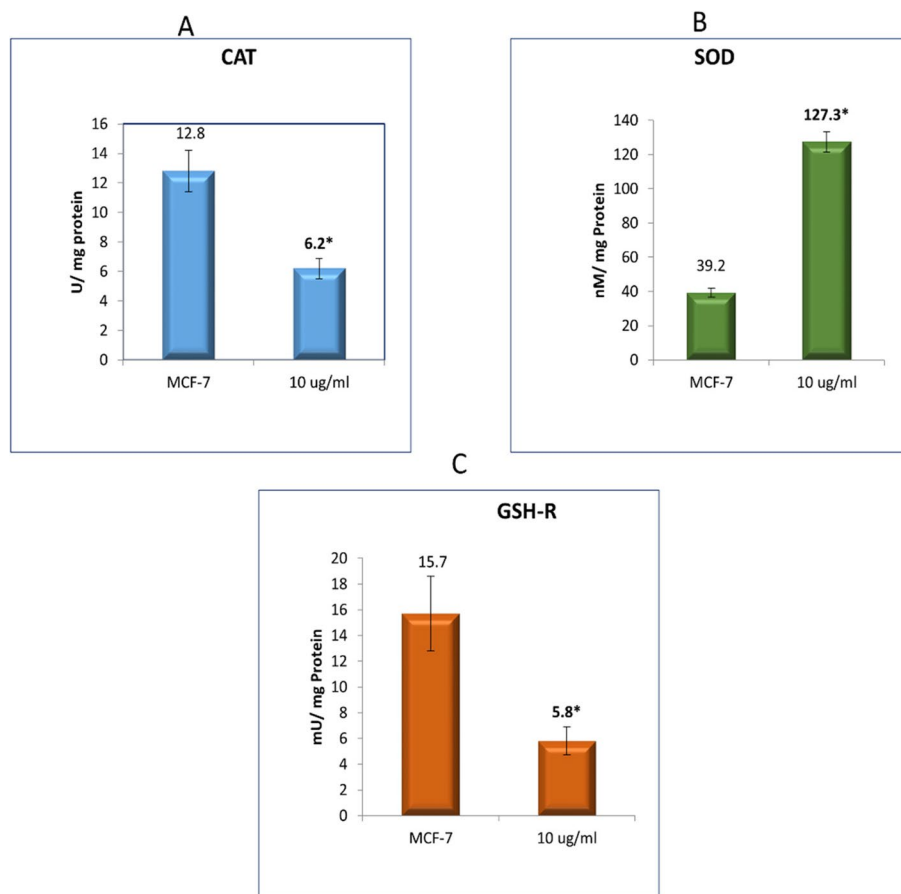 A
CAT
16
14
12
10
8
6
4
2
0
U/ mg protein
12.8
6.2*
MCF-7 10 ug/ml
B
SOD
140
120
100
80
60
40
20
0
nM/ mg Protein
39.2
127.3*
MCF-7 10 ug/ml
C
GSH-R
20
18
16
14
12
10
8
6
4
2
0
mU/ mg Protein
15.7
5.8*
MCF-7 10 ug/ml